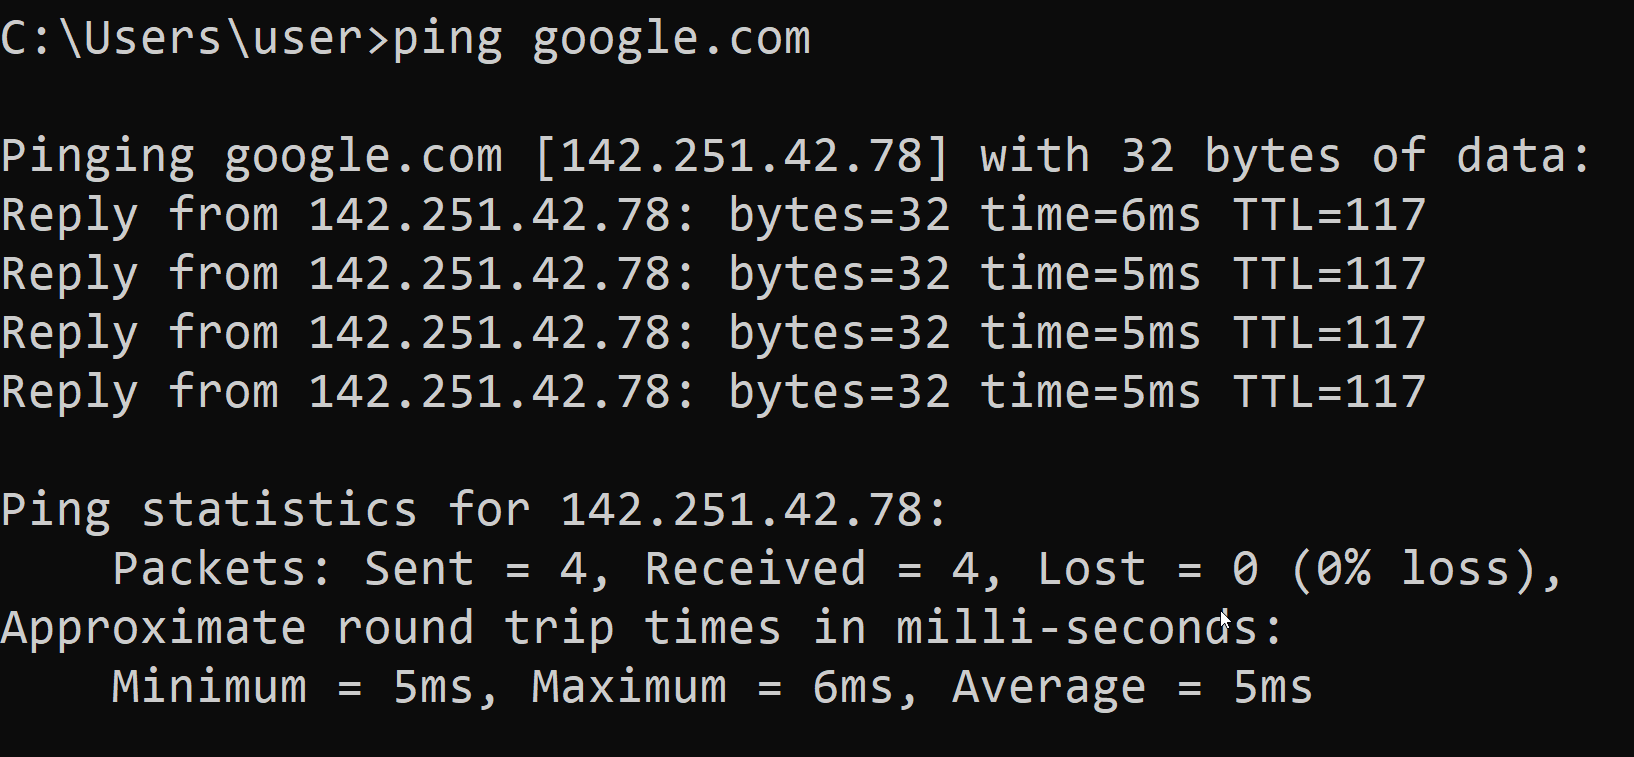 C:\Users\user>ping google.com
Pinging google.com [142.251.42.78] with 32 bytes of data:
Reply from 142.251.42.78: bytes=32 time=6ms TTL=117
Reply from 142.251.42.78: bytes=32 time=5ms TTL=117
Reply from 142.251.42.78: bytes=32 time=5ms TTL=117
Reply from 142.251.42.78: bytes=32 time=5ms TTL=117
Ping statistics for 142.251.42.78:
    Packets: Sent = 4, Received = 4, Lost = 0 (0% loss),
Approximate round trip times in milli-seconds:
    Minimum = 5ms, Maximum = 6ms, Average = 5ms